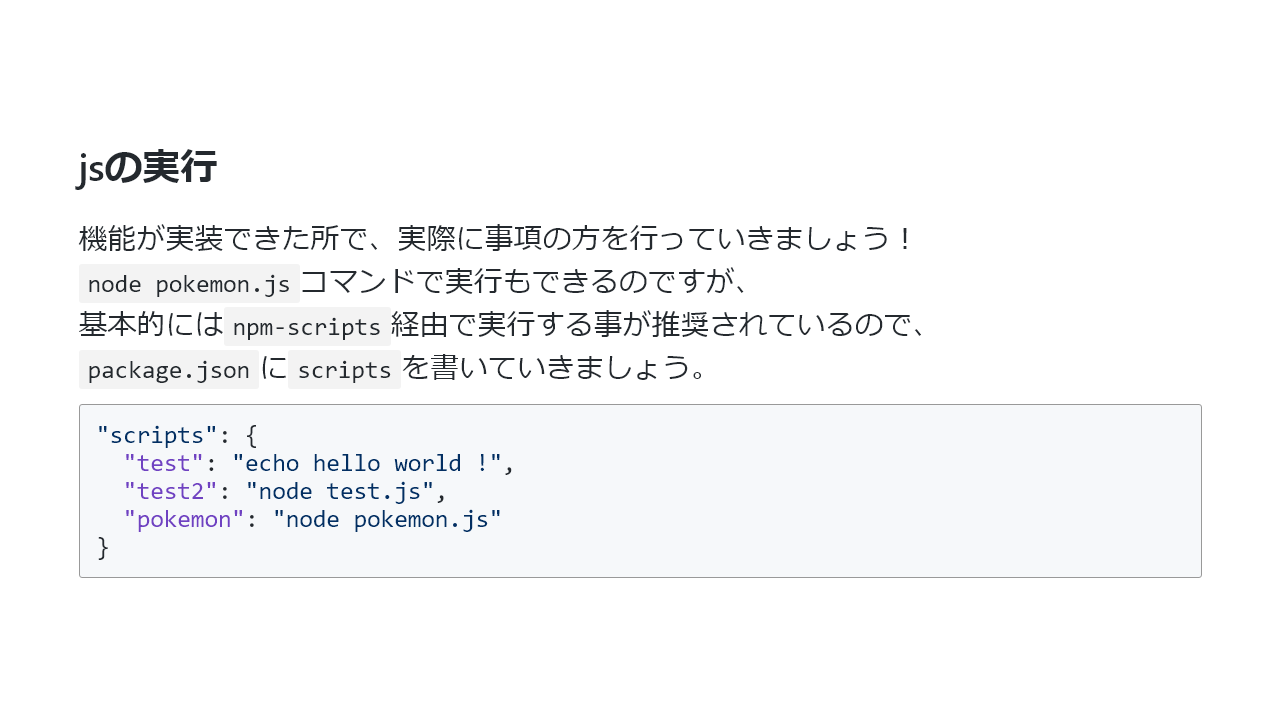 jsの実行
機能が実装できた所で、実際に事項の方を行っていきましょう！
node pokemon.jsコマンドで実行もできるのですが、
基本的にはnpm-scripts経由で実行する事が推奨されているので、
package.jsonにscriptsを書いていきましょう。
"scripts": {
  "test": "echo hello world !",
  "test2": "node test.js",
  "pokemon": "node pokemon.js"
}